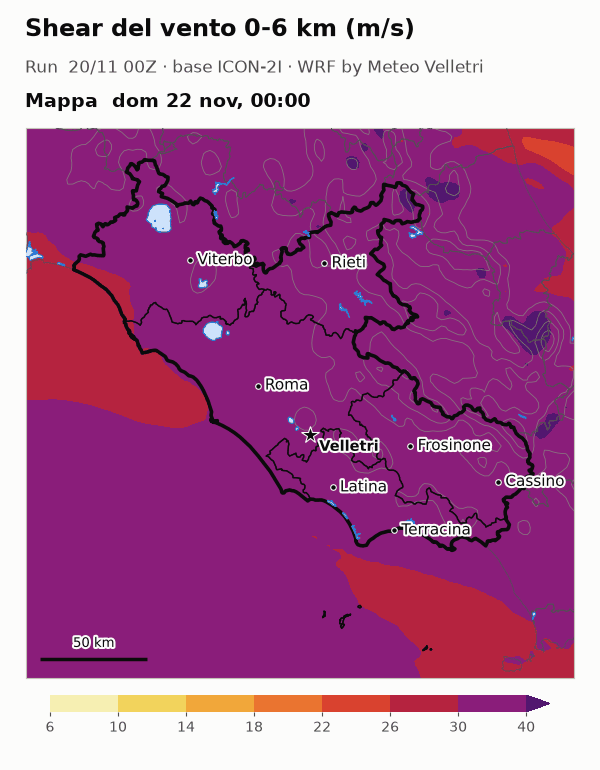 Shear del vento 0-6 km (m/s)
Run  20/11 00Z · base ICON-2I · WRF by Meteo Velletri
Mappa  dom 22 nov, 00:00
Viterbo
Rieti
Roma
Velletri
Frosinone
Cassino
Latina
Terracina
50 km
6 10 14 18 22 26 30 40